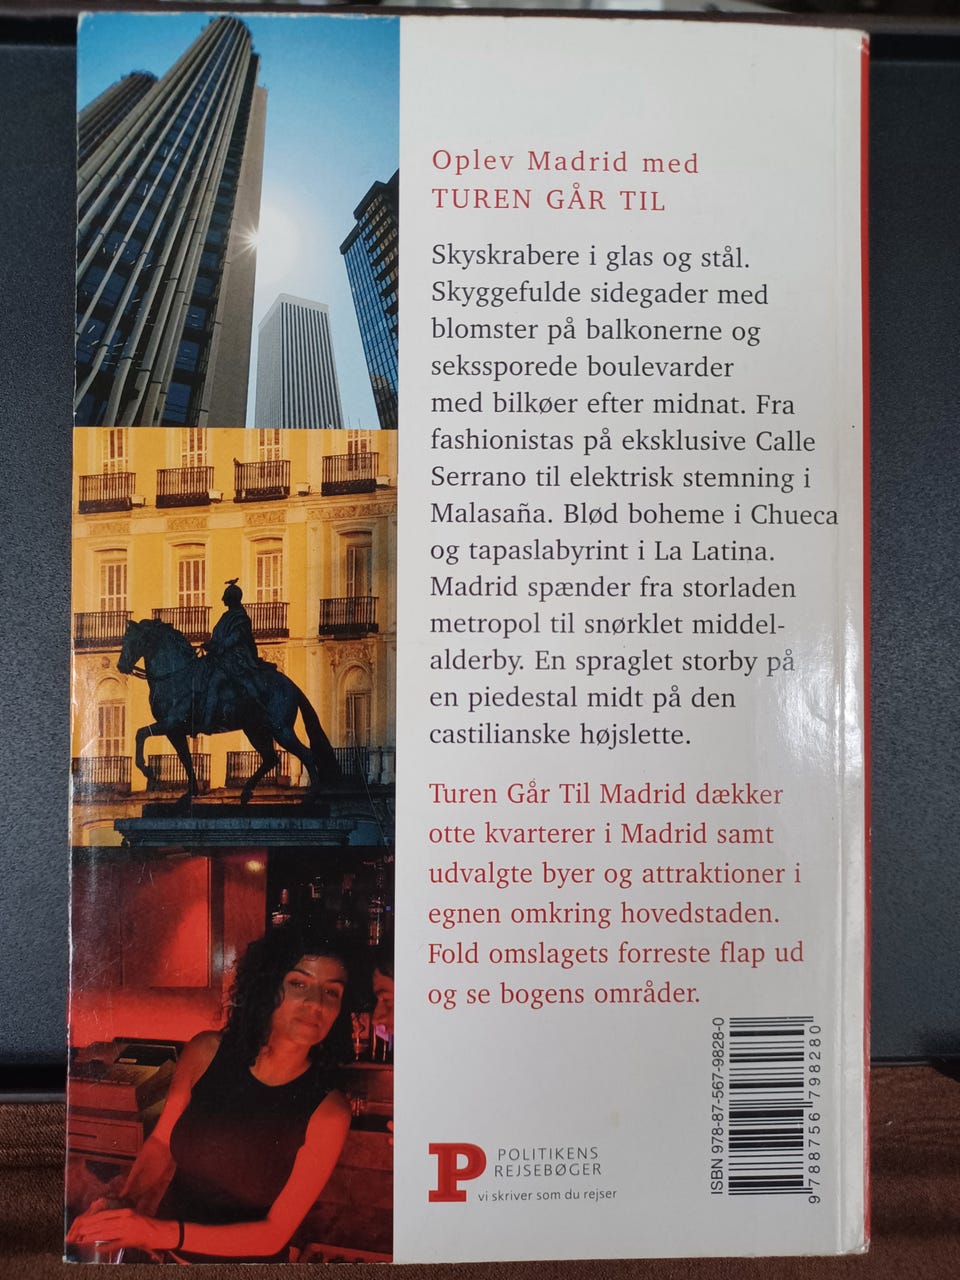 Oplev Madrid med
TUREN GÅR TIL
Skyskrabere i glas og stål.
Skyggefulde sidegader med
blomster på balkonerne og
sekssporede boulevarder
med bilkøer efter midnat. Fra
fashionistas på eksklusive Calle
Serrano til elektrisk stemning i
Malasaña. Blød boheme i Chueca
og tapaslabyrint i La Latina.
Madrid spænder fra storladen
metropol til snørklet middel-
alderby. En spraglet storby på
en piedestal midt på den
castilianske højslette.
Turen Går Til Madrid dækker
otte kvarterer i Madrid samt
udvalgte byer og attraktioner i
egnen omkring hovedstaden.
Fold omslagets forreste flap ud
og se bogens områder.
ISBN 978-87-567-9828-0
9 788756 798280
P POLITIKENS
REJSEBØGER
vi skriver som du rejser